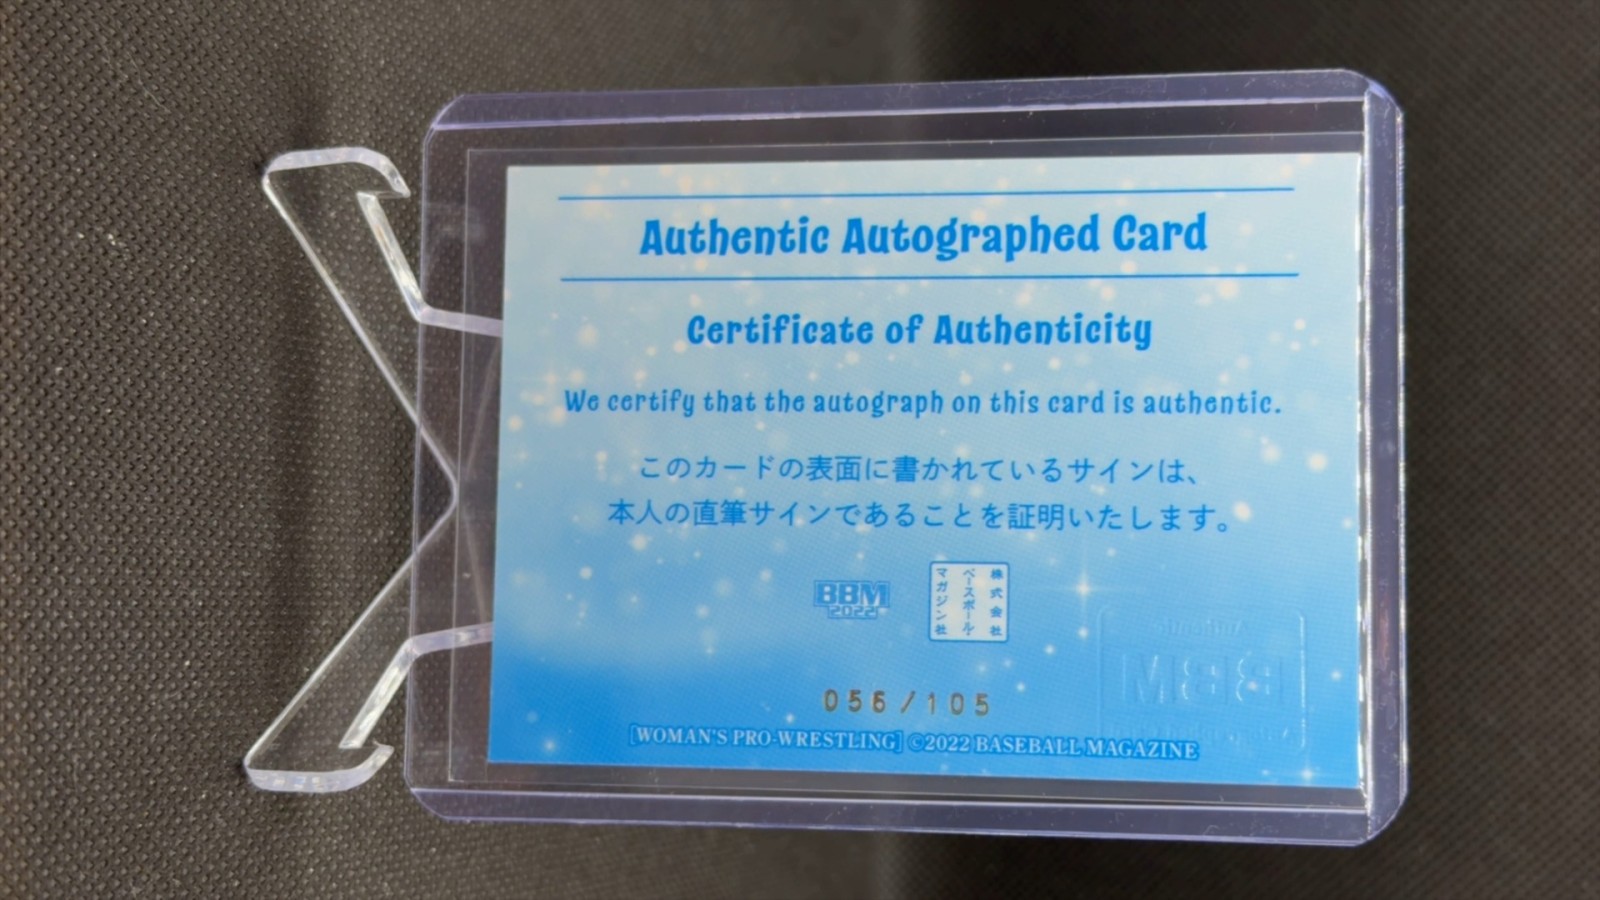 Authentic Autographed Card
Certificate of Authenticity
We certify that the autograph on this card is authentic.
このカードの表面に書かれているサインは、
本人の直筆サインであることを証明いたします。
BBM
2022
株式会社
ベースボール・
マガジン社
BBM
056/105
[WOMAN'S PRO-WRESTLING] ©2022 BASEBALL MAGAZINE